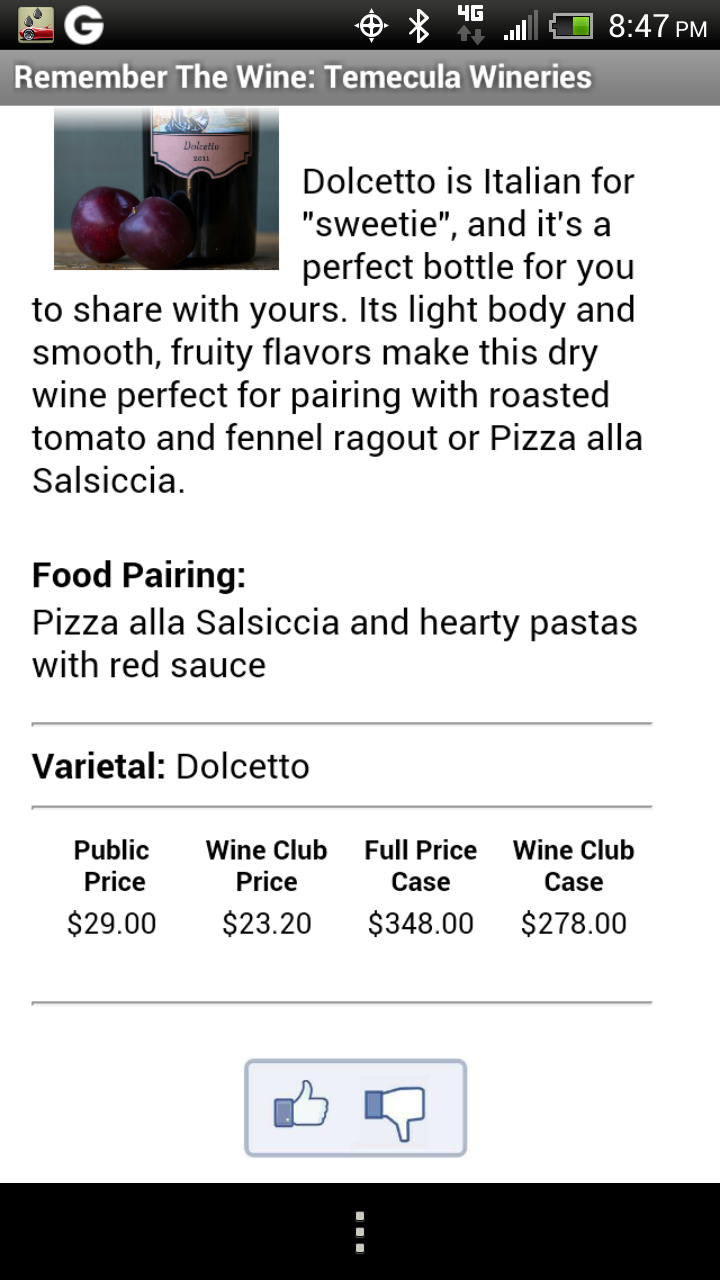 G
4G
8:47 PM
Remember The Wine: Temecula Wineries
Dolcetto
2011
Dolcetto is Italian for
"sweetie", and it's a
perfect bottle for you
to share with yours. Its light body and
smooth, fruity flavors make this dry
wine perfect for pairing with roasted
tomato and fennel ragout or Pizza alla
Salsiccia.
Food Pairing:
Pizza alla Salsiccia and hearty pastas
with red sauce
Varietal: Dolcetto
Public Wine Club Full Price Wine Club
Price Price Case Case
$29.00 $23.20 $348.00 $278.00